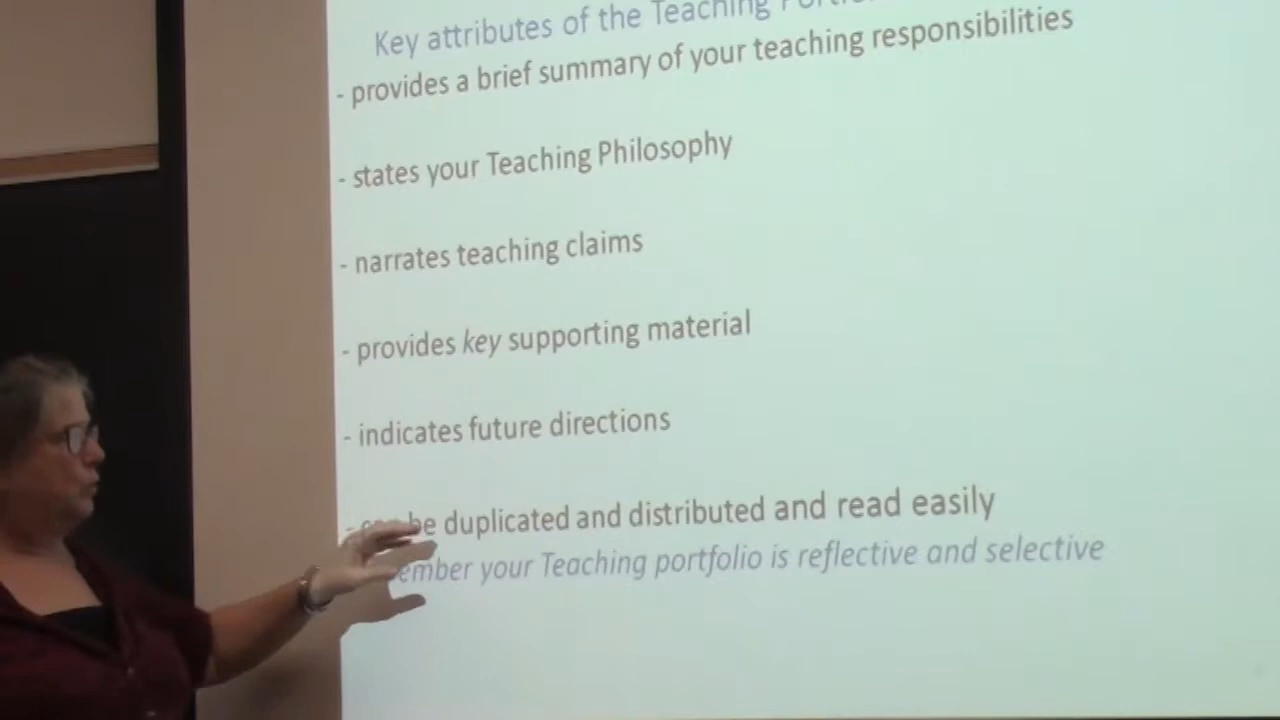 Key attributes of the Teaching
- provides a brief summary of your teaching responsibilities
- states your Teaching Philosophy
- narrates teaching claims
- provides key supporting material
- indicates future directions
- be duplicated and distributed and read easily
your Teaching portfolio is reflective and selective